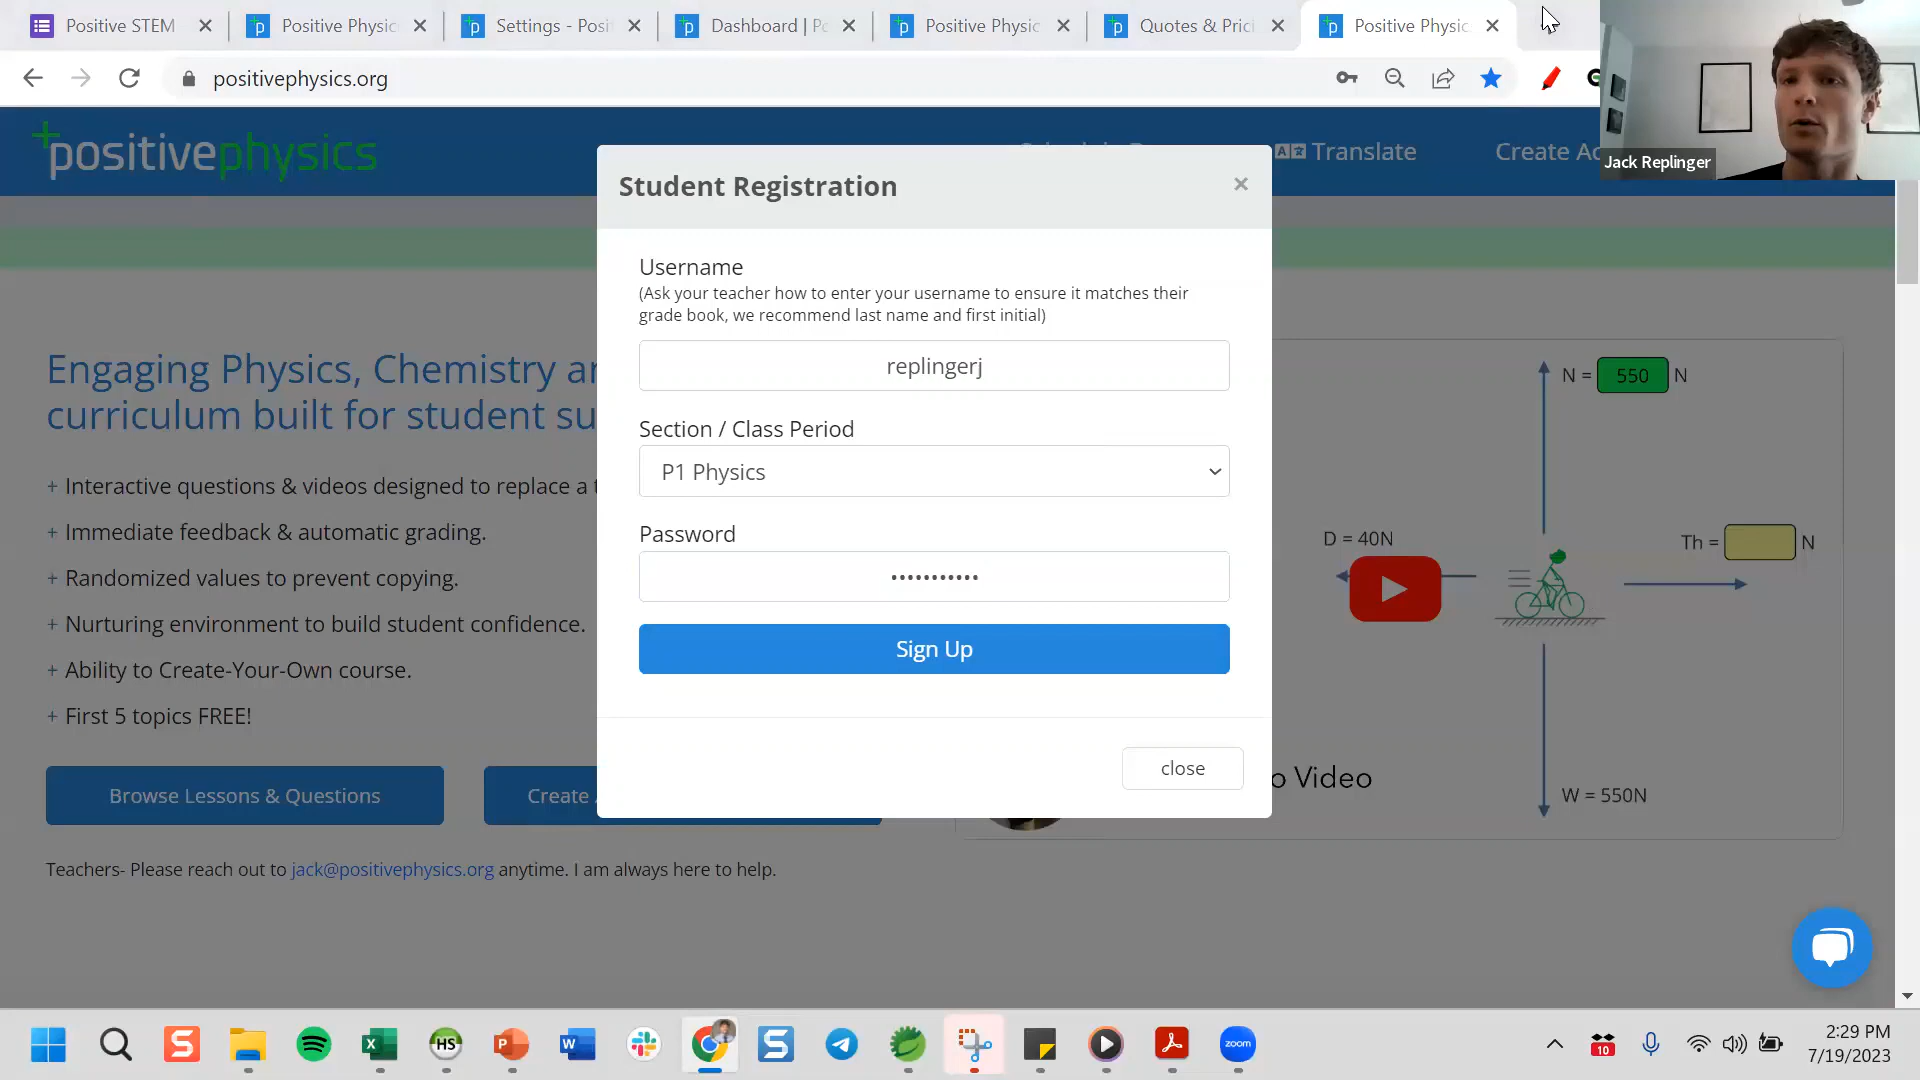 Positive STEM
Positive Physic
Settings - Posi
Dashboard | Po
Positive Physic
Quotes & Prici
Positive Physic
positivephysics.org
positivephysics
Translate
Create Ac
Jack Replinger
Student Registration
Username
(Ask your teacher how to enter your username to ensure it matches their
grade book, we recommend last name and first initial)
replingerj
Section / Class Period
P1 Physics
Password
•••••••••••
Sign Up
close
Engaging Physics, Chemistry an
curriculum built for student su
+ Interactive questions & videos designed to replace a t
+ Immediate feedback & automatic grading.
+ Randomized values to prevent copying.
+ Nurturing environment to build student confidence.
+ Ability to Create-Your-Own course.
+ First 5 topics FREE!
Browse Lessons & Questions
Create
Teachers- Please reach out to jack@positivephysics.org anytime. I am always here to help.
N = 550 N
D = 40N
Th = N
W = 550N
o Video
HS
zoom
10
2:29 PM
7/19/2023